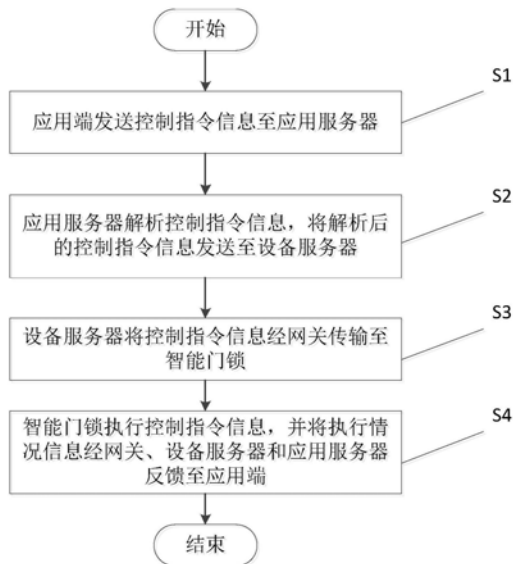 开始
S1
应用端发送控制指令信息至应用服务器
S2
应用服务器解析控制指令信息，将解析后
的控制指令信息发送至设备服务器
S3
设备服务器将控制指令信息经网关传输至
智能门锁
S4
智能门锁执行控制指令信息，并将执行情
况信息经网关、设备服务器和应用服务器
反馈至应用端
结束